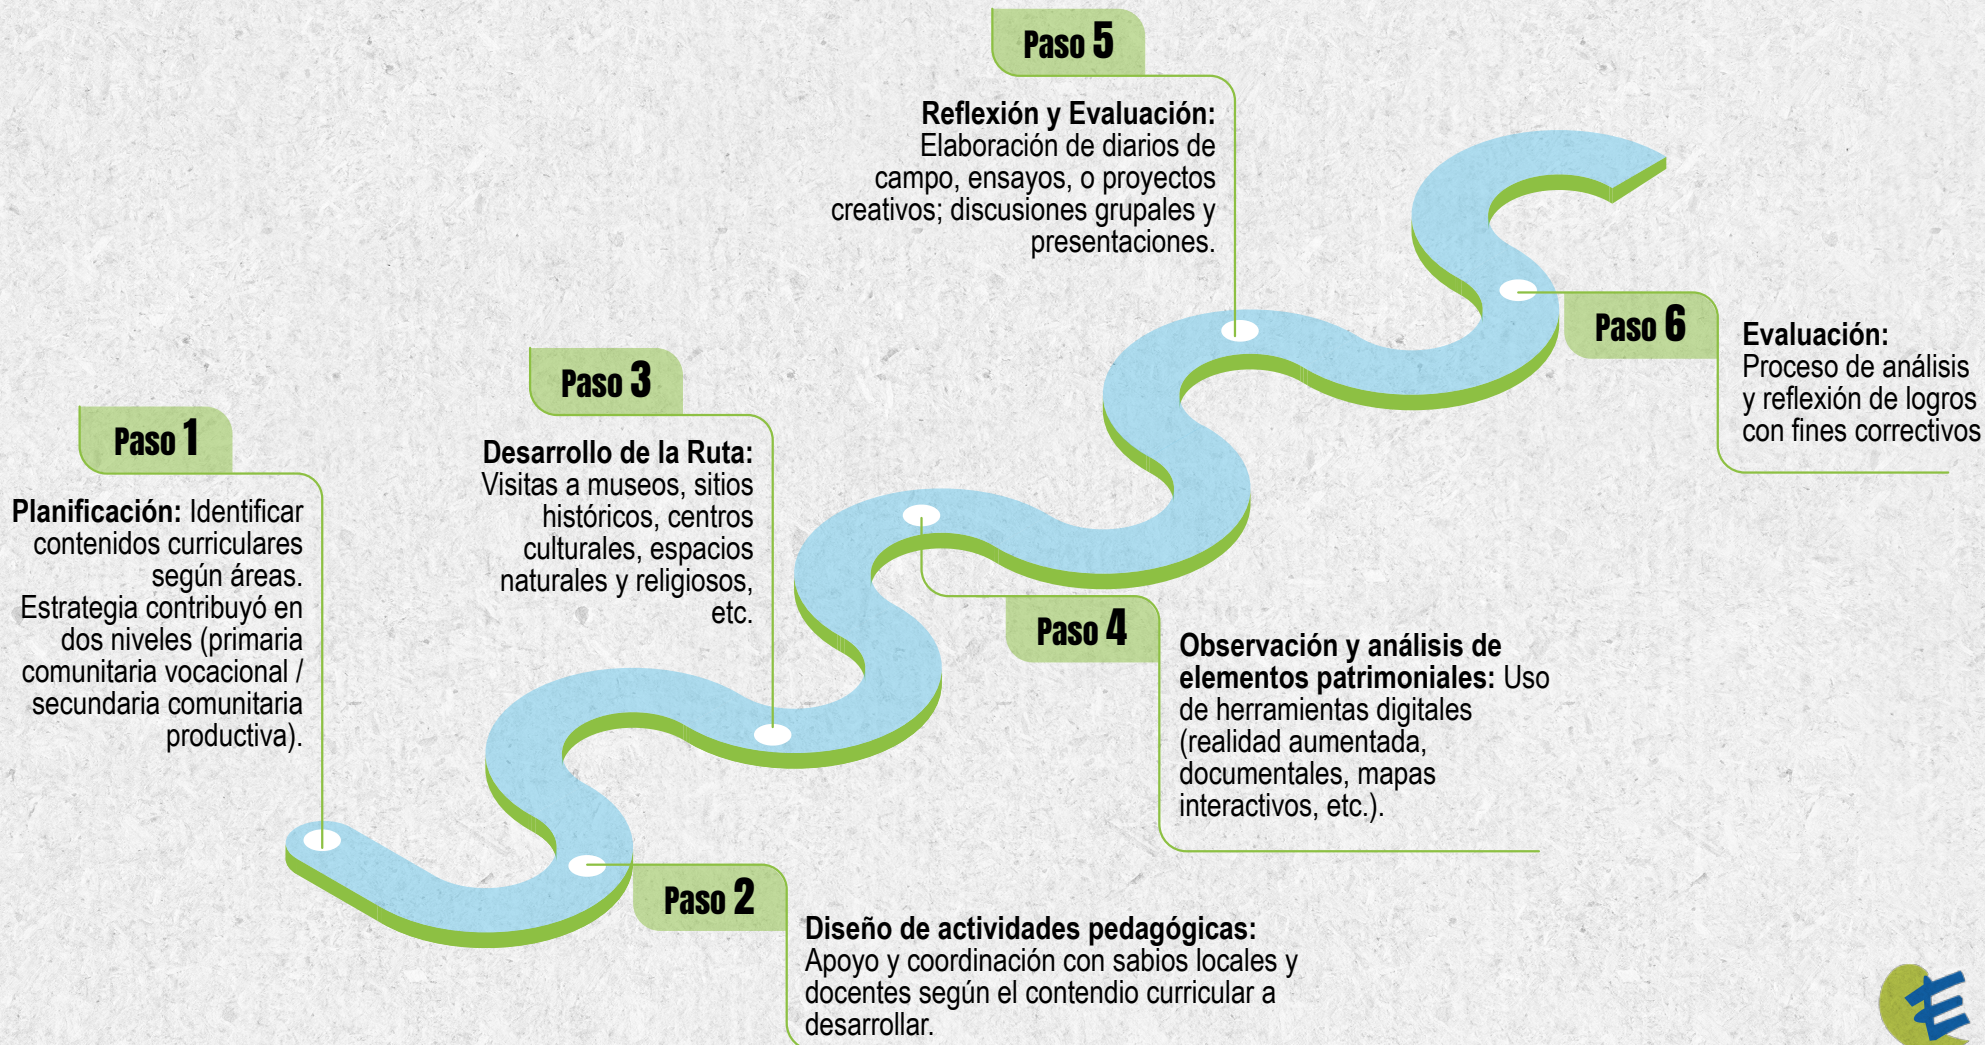 Paso 1
Planificación: Identificar
contenidos curriculares
según áreas.
Estrategia contribuyó en
dos niveles (primaria
comunitaria vocacional /
secundaria comunitaria
productiva).
Paso 2
Diseño de actividades pedagógicas:
Apoyo y coordinación con sabios locales y
docentes según el contendio curricular a
desarrollar.
Paso 3
Desarrollo de la Ruta:
Visitas a museos, sitios
históricos, centros
culturales, espacios
naturales y religiosos,
etc.
Paso 4
Observación y análisis de
elementos patrimoniales: Uso
de herramientas digitales
(realidad aumentada,
documentales, mapas
interactivos, etc.).
Paso 5
Reflexión y Evaluación:
Elaboración de diarios de
campo, ensayos, o proyectos
creativos; discusiones grupales y
presentaciones.
Paso 6
Evaluación:
Proceso de análisis
y reflexión de logros
con fines correctivos